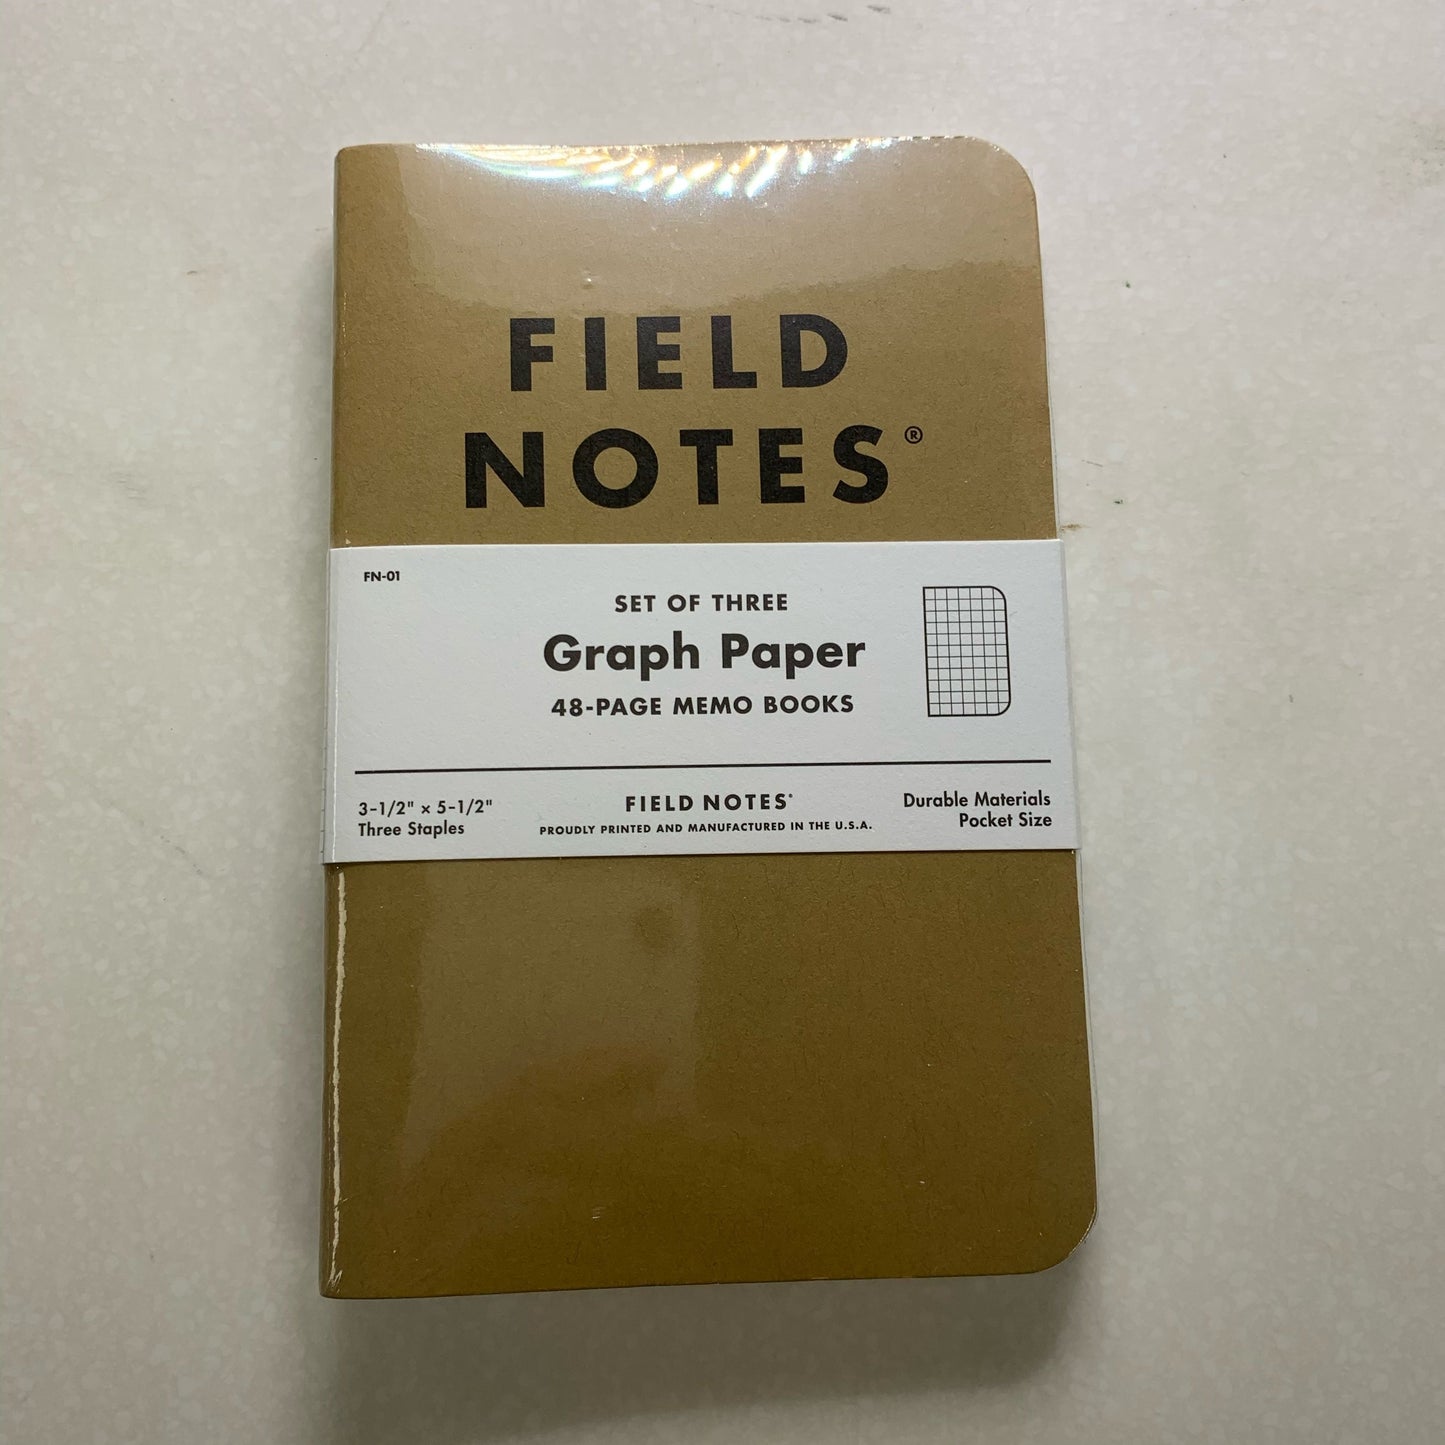 FIELD
NOTES®
FN-01
SET OF THREE
Graph Paper
48-PAGE MEMO BOOKS
3-1/2" × 5-1/2"
Three Staples
FIELD NOTES®
PROUDLY PRINTED AND MANUFACTURED IN THE U.S.A.
Durable Materials
Pocket Size